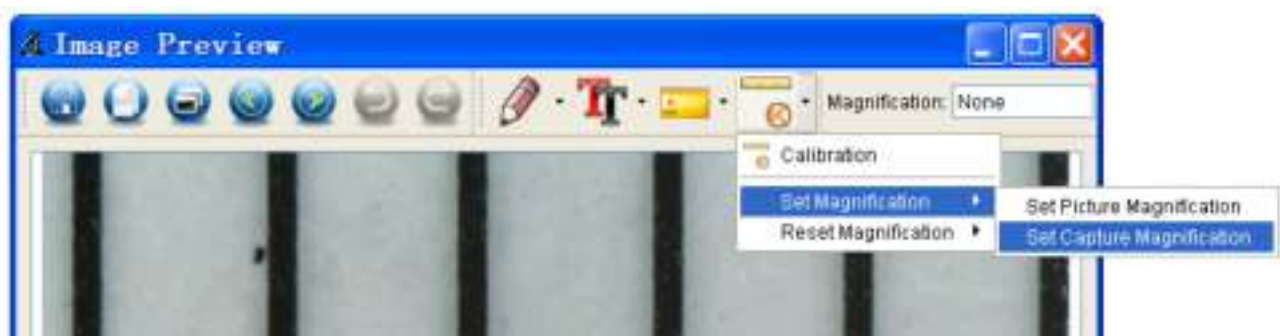 Image Preview
Magnification: None
Calibration
Set Magnification
Set Picture Magnification
Reset Magnification
Set Capture Magnification